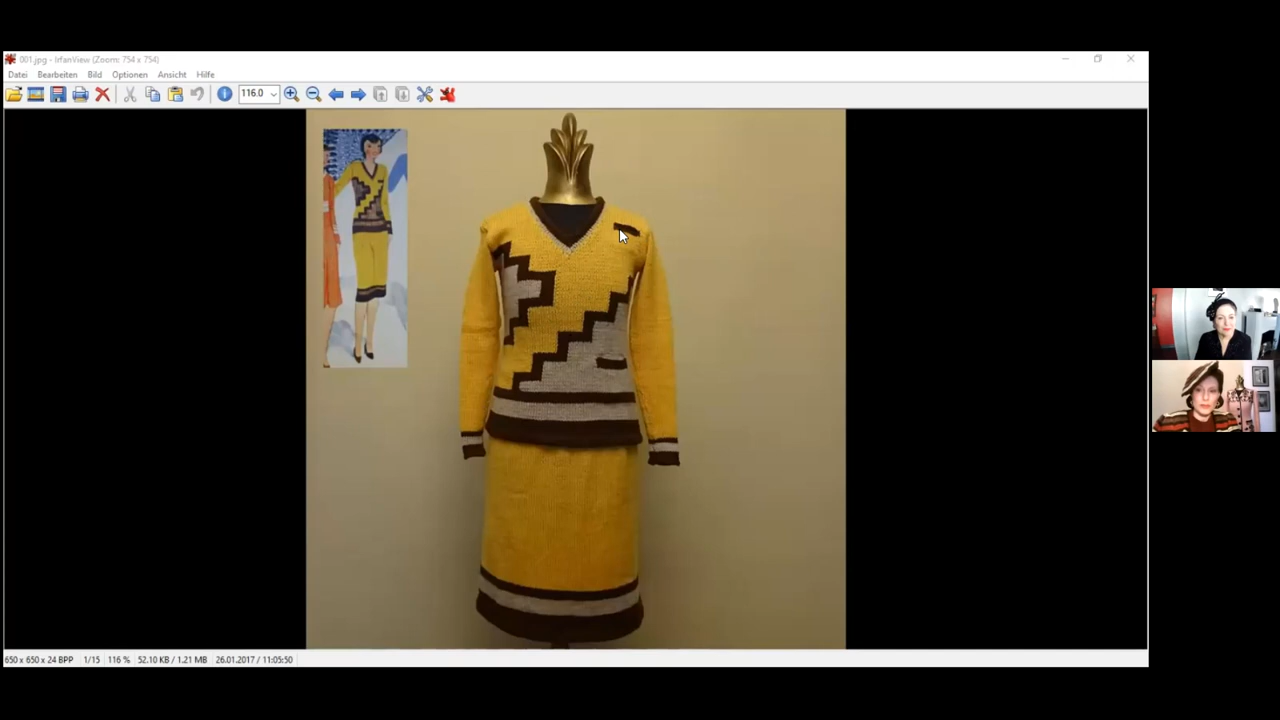 001.jpg - IrfanView (Zoom: 754 x 754)
Datei Bearbeiten Bild Optionen Ansicht Hilfe
116.0
650 x 650 x 24 BPP 1/15 116 % 52.10 KB / 1.21 MB 26.01.2017 / 11:05:50